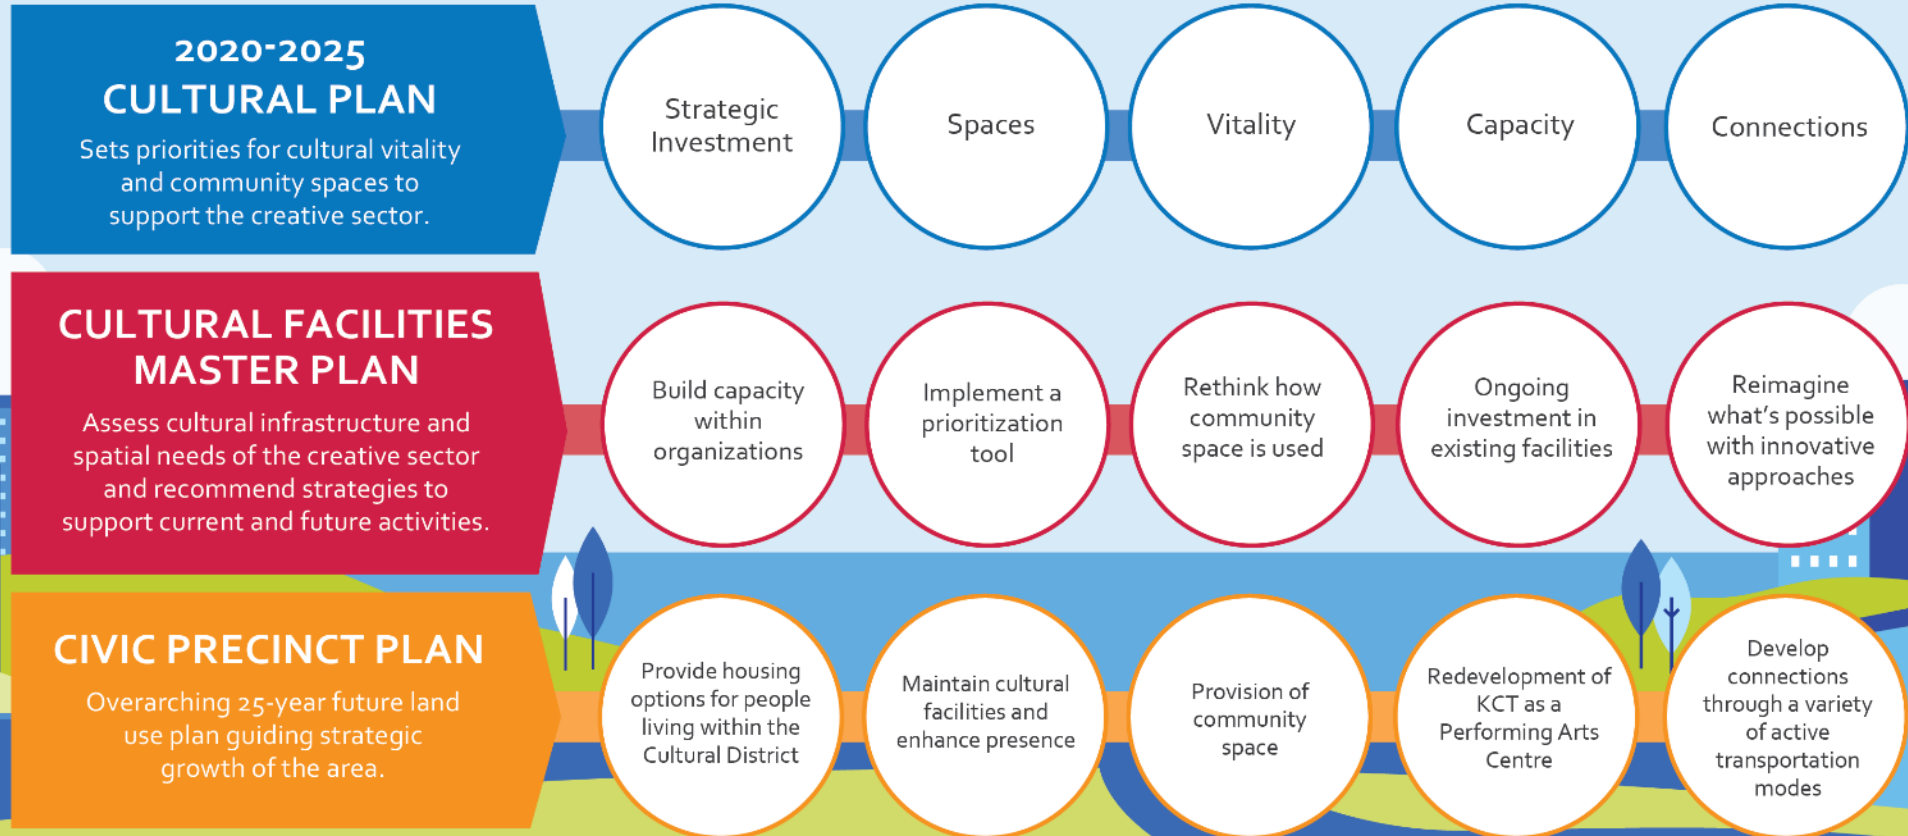 2020-2025
CULTURAL PLAN
Sets priorities for cultural vitality
and community spaces to
support the creative sector.
Strategic
Investment
Spaces
Vitality
Capacity
Connections
CULTURAL FACILITIES
MASTER PLAN
Assess cultural infrastructure and
spatial needs of the creative sector
and recommend strategies to
support current and future activities.
Build capacity
within
organizations
Implement a
prioritization
tool
Rethink how
community
space is used
Ongoing
investment in
existing facilities
Reimagine
what's possible
with innovative
approaches
CIVIC PRECINCT PLAN
Overarching 25-year future land
use plan guiding strategic
growth of the area.
Provide housing
options for people
living within the
Cultural District
Maintain cultural
facilities and
enhance presence
Provision of
community
space
Redevelopment of
KCT as a
Performing Arts
Centre
Develop
connections
through a variety
of active
transportation
modes